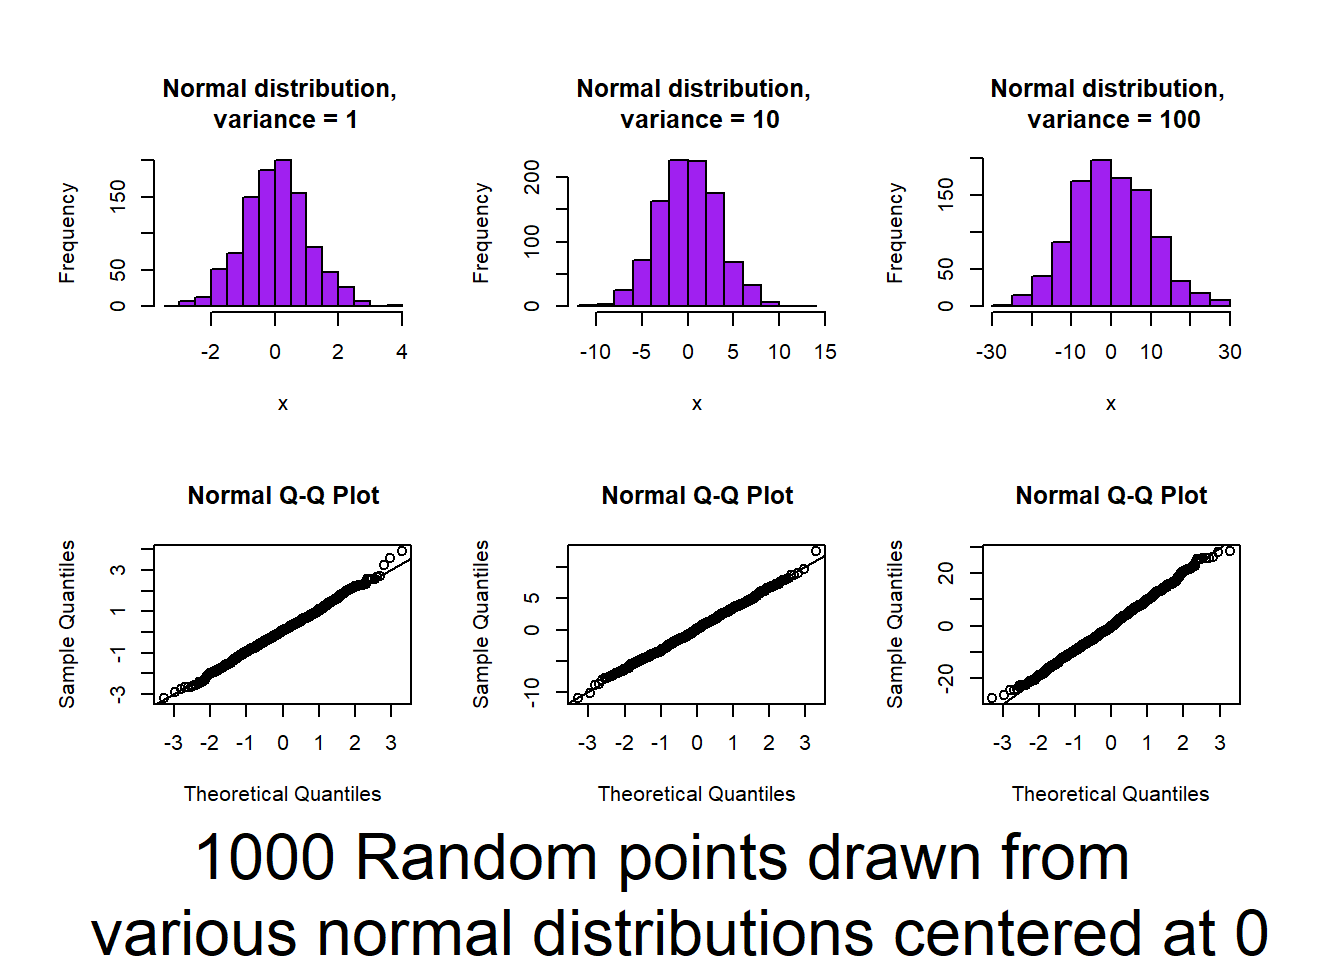 Normal distribution,
variance = 1
Frequency
0 50 150
-2 0 2 4
x
Normal distribution,
variance = 10
Frequency
0 100 200
-10 -5 0 5 10 15
x
Normal distribution,
variance = 100
Frequency
0 50 150
-30 -10 0 10 30
x
Normal Q-Q Plot
Sample Quantiles
-3 -1 1 3
-3 -2 -1 0 1 2 3
Theoretical Quantiles
Normal Q-Q Plot
Sample Quantiles
-10 0 5
-3 -2 -1 0 1 2 3
Theoretical Quantiles
Normal Q-Q Plot
Sample Quantiles
-20 0 20
-3 -2 -1 0 1 2 3
Theoretical Quantiles
1000 Random points drawn from
various normal distributions centered at 0